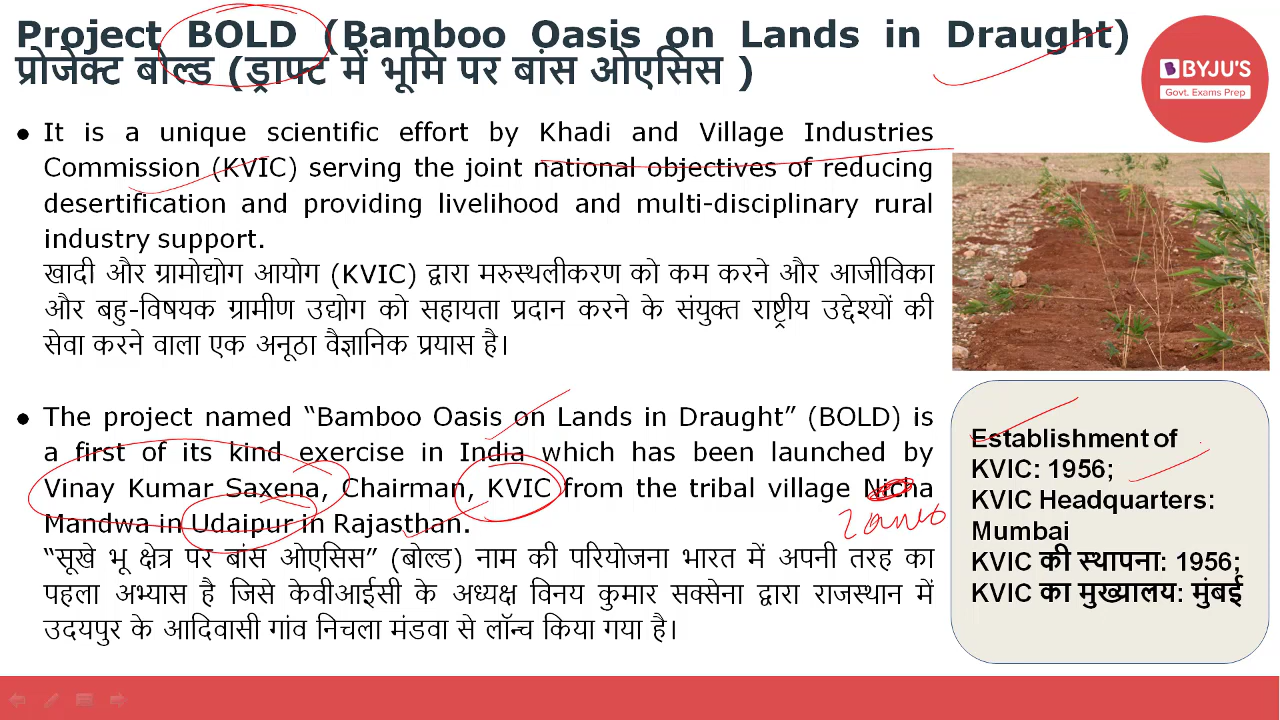 Project BOLD (Bamboo Oasis on Lands in Draught)
प्रोजेक्ट बोल्ड (ड्राफ्ट में भूमि पर बांस ओएसिस )
BYJU'S
Govt. Exams Prep
It is a unique scientific effort by Khadi and Village Industries
Commission (KVIC) serving the joint national objectives of reducing
desertification and providing livelihood and multi-disciplinary rural
industry support.
खादी और ग्रामोद्योग आयोग (KVIC) द्वारा मरुस्थलीकरण को कम करने और आजीविका
और बहु-विषयक ग्रामीण उद्योग को सहायता प्रदान करने के संयुक्त राष्ट्रीय उद्देश्यों की
सेवा करने वाला एक अनूठा वैज्ञानिक प्रयास है।
The project named “Bamboo Oasis on Lands in Draught” (BOLD) is
a first of its kind exercise in India which has been launched by
Vinay Kumar Saxena, Chairman, KVIC from the tribal village Nicha
Mandwa in Udaipur in Rajasthan.
“सूखे भू क्षेत्र पर बांस ओएसिस” (बोल्ड) नाम की परियोजना भारत में अपनी तरह का
पहला अभ्यास है जिसे केवीआईसी के अध्यक्ष विनय कुमार सक्सेना द्वारा राजस्थान में
उदयपुर के आदिवासी गांव निचला मंडवा से लॉन्च किया गया है।
Establishment of
KVIC: 1956;
KVIC Headquarters:
Mumbai
KVIC की स्थापना: 1956;
KVIC का मुख्यालय: मुंबई